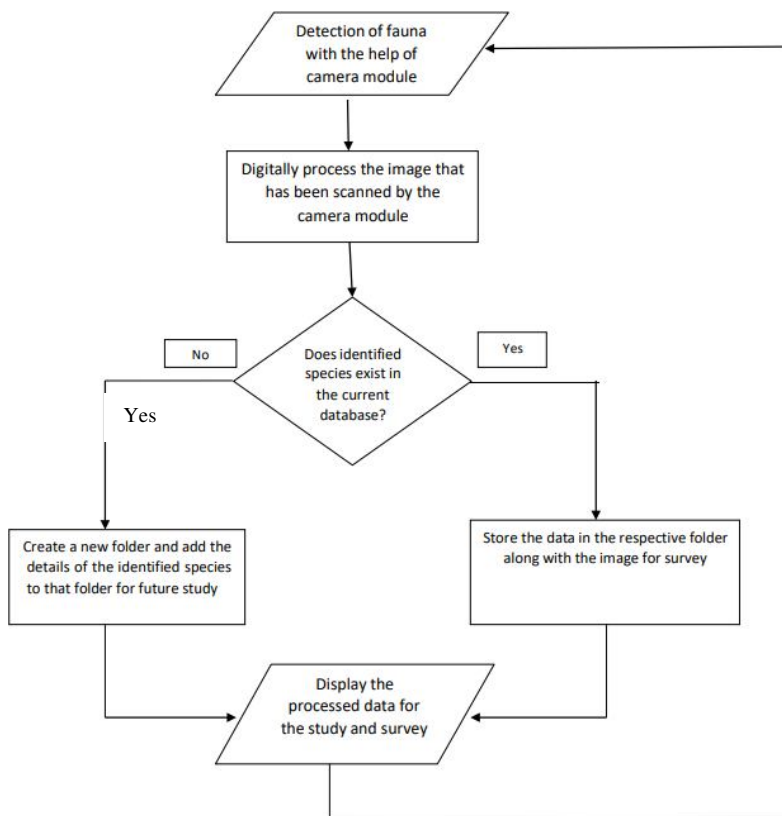 Detection of fauna
with the help of
camera module
Digitally process the image that
has been scanned by the
camera module
No
Does identified
species exist in
the current
database?
Yes
Yes
Create a new folder and add the
details of the identified species
to that folder for future study
Store the data in the respective folder
along with the image for survey
Display the
processed data for
the study and survey